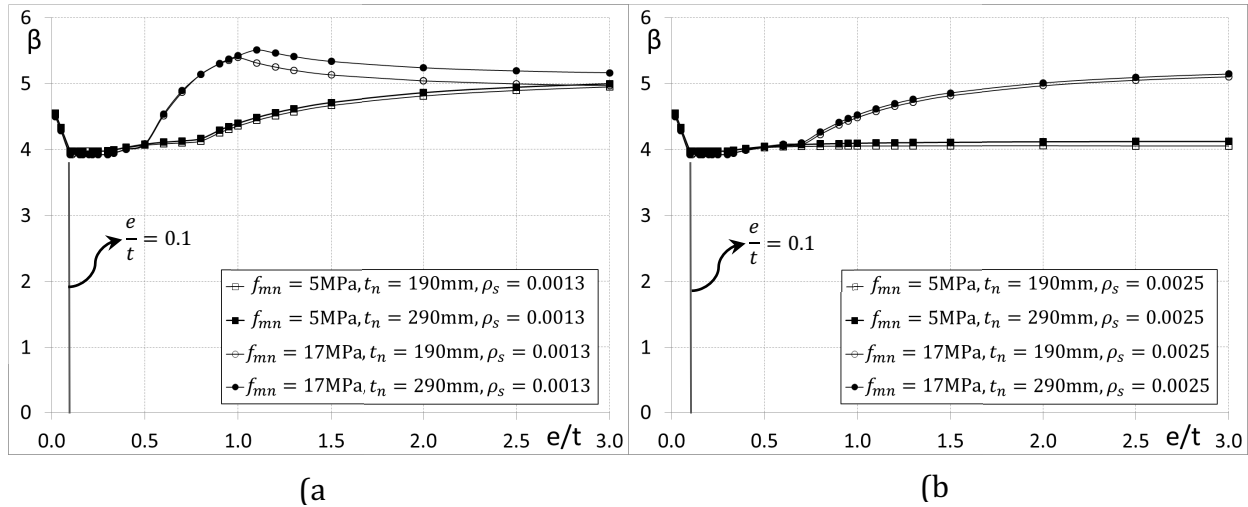 6
β
5
4
3
2
1
0
e/t = 0.1
f_mn = 5MPa, t_n = 190mm, ρ_s = 0.0013
f_mn = 5MPa, t_n = 290mm, ρ_s = 0.0013
f_mn = 17MPa, t_n = 190mm, ρ_s = 0.0013
f_mn = 17MPa, t_n = 290mm, ρ_s = 0.0013
0.0 0.5 1.0 1.5 2.0 2.5 e/t 3.0
(a
6
β
5
4
3
2
1
0
e/t = 0.1
f_mn = 5MPa, t_n = 190mm, ρ_s = 0.0025
f_mn = 5MPa, t_n = 290mm, ρ_s = 0.0025
f_mn = 17MPa, t_n = 190mm, ρ_s = 0.0025
f_mn = 17MPa, t_n = 290mm, ρ_s = 0.0025
0.0 0.5 1.0 1.5 2.0 2.5 e/t 3.0
(b